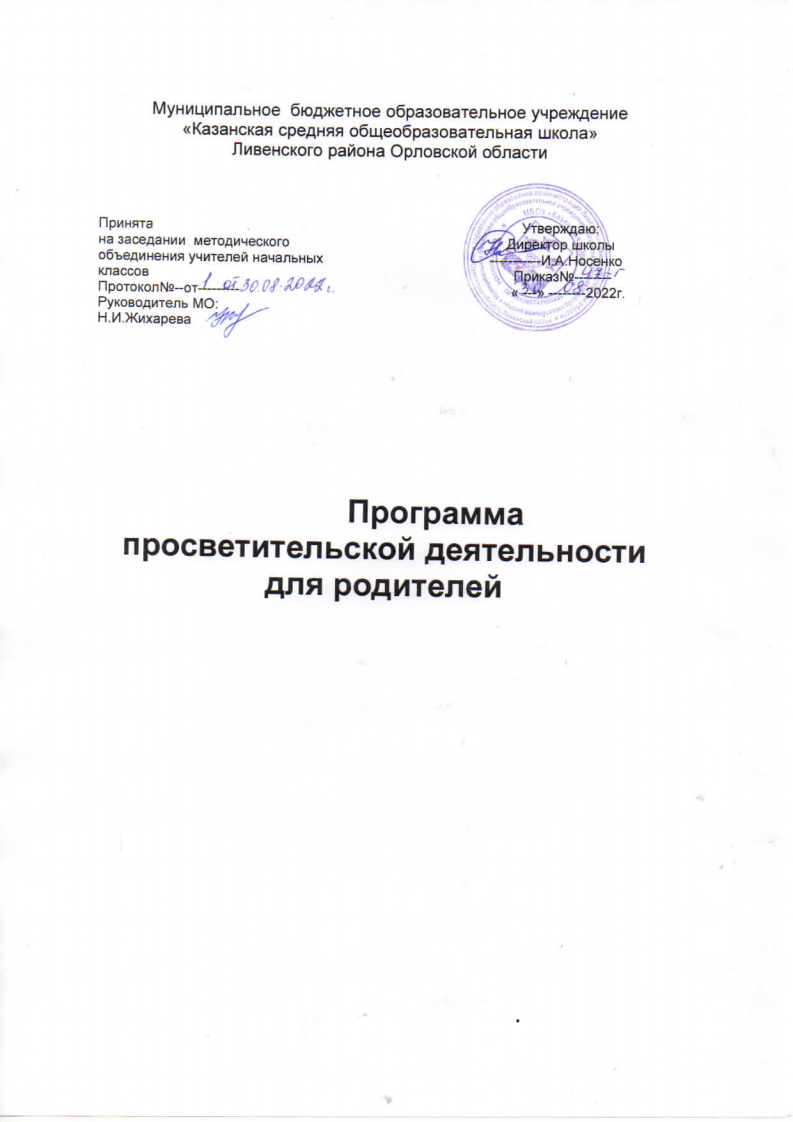 Муниципальное бюджетное образовательное учреждение
«Казанская средняя общеобразовательная школа»
Ливенского района Орловской области
Принята
на заседании методического
объединения учителей начальных
классов
Протокол№--от------- 1 от 30.08.2022 г.
Руководитель МО:
Н.И.Жихарева
Утверждаю:
Директор школы
------------И.А.Носенко
Приказ№--------
« 30 » 08 2022г.
Программа
просветительской деятельности
для родителей